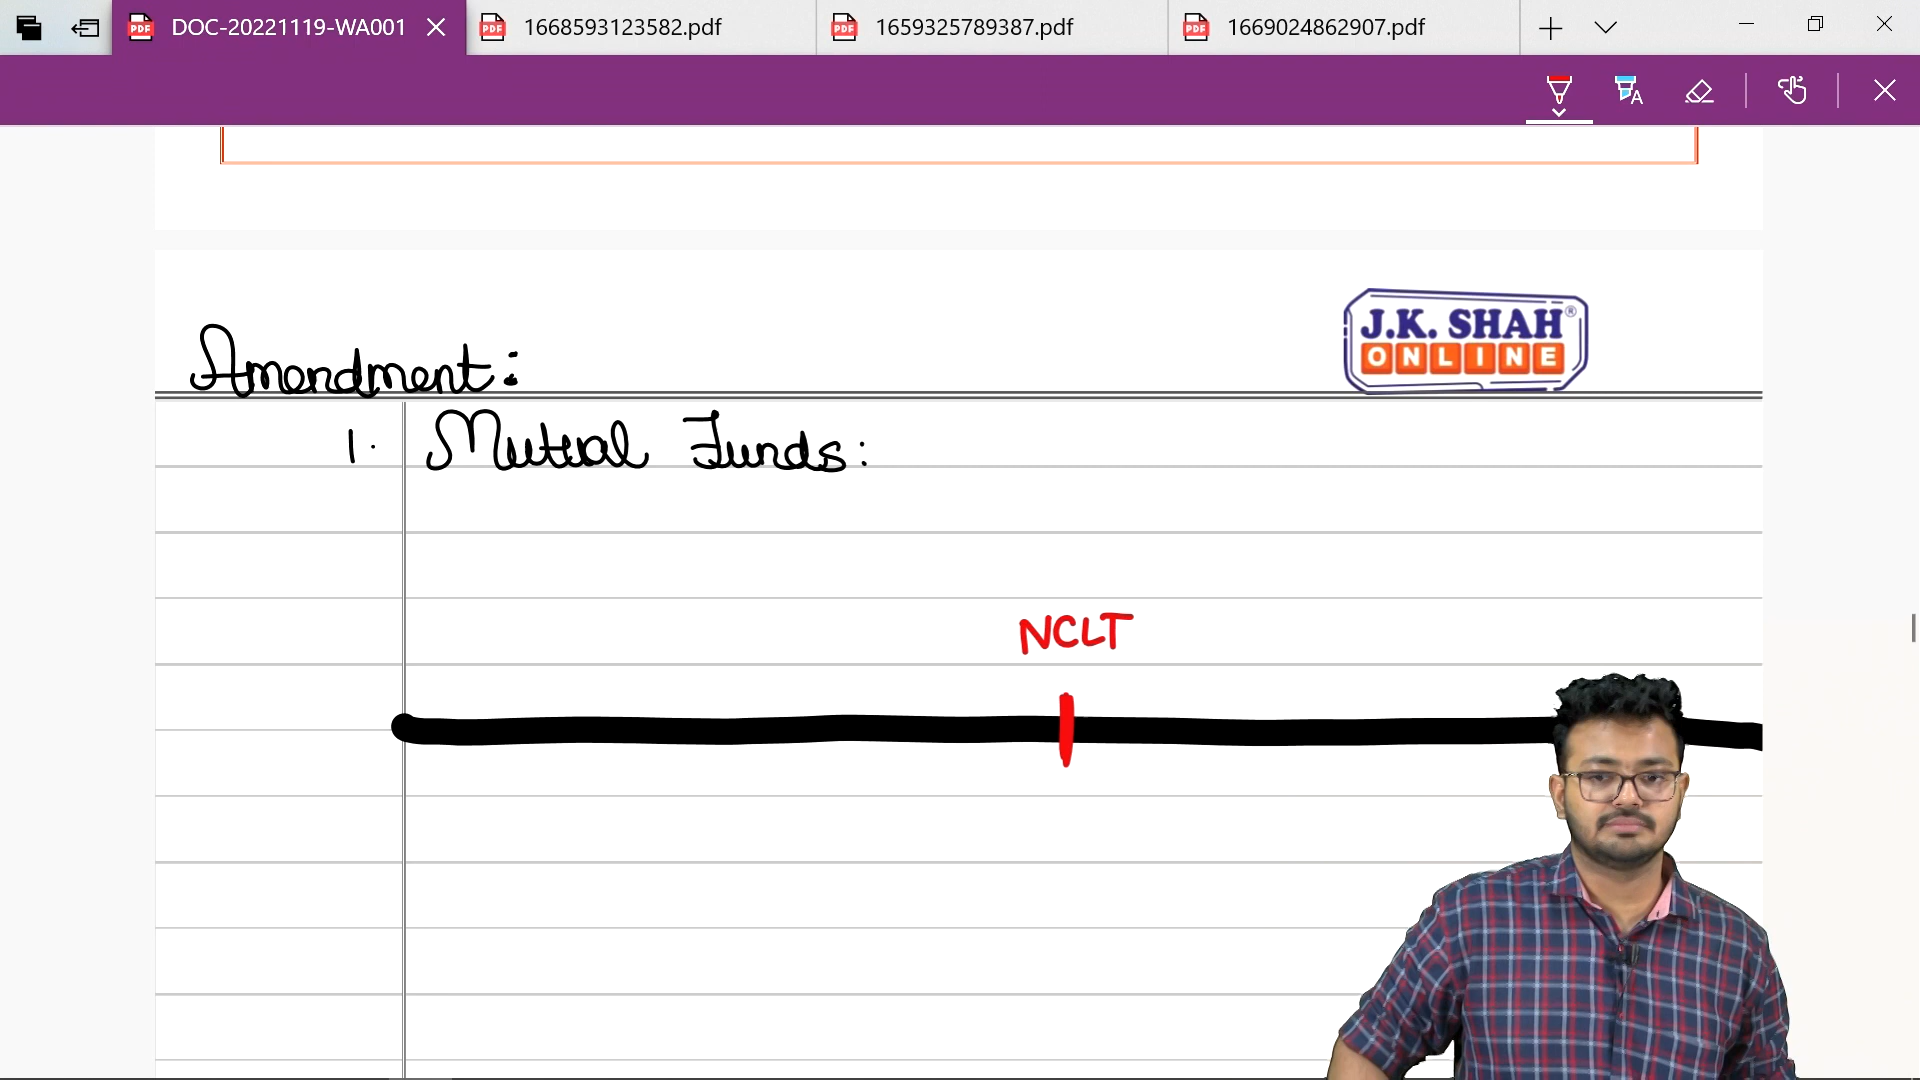 DOC-20221119-WA001
1668593123582.pdf
1659325789387.pdf
1669024862907.pdf
J.K. SHAH®
ONLINE
Amendment:
1. Mutual Funds:
NCLT